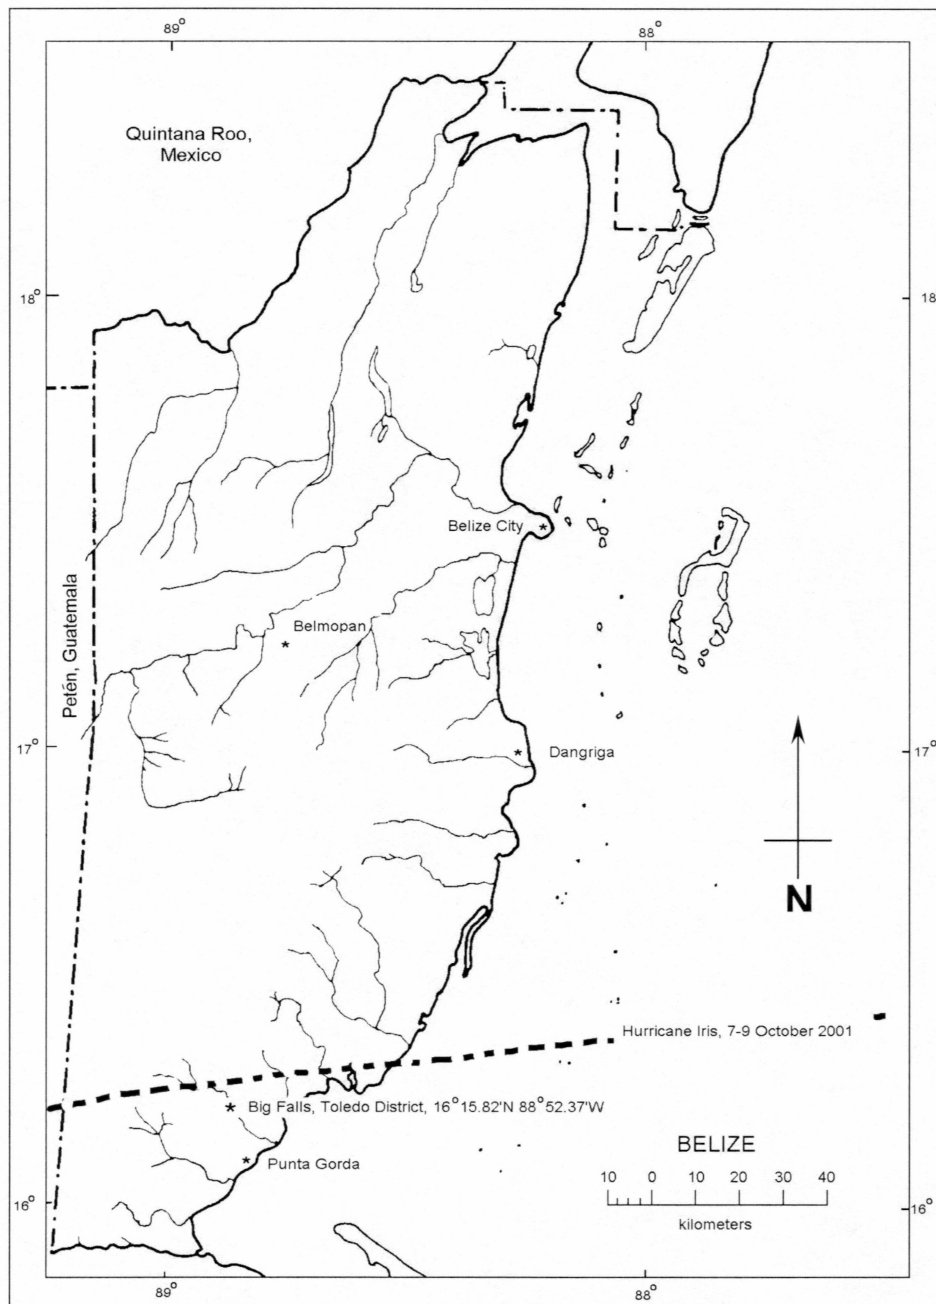 89°
88°
Quintana Roo,
Mexico
18°
18°
Belize City
Petén, Guatemala
Belmopan
17°
Dangriga
17°
N
Hurricane Iris, 7-9 October 2001
Big Falls, Toledo District, 16°15.82'N 88°52.37'W
BELIZE
Punta Gorda
10 0 10 20 30 40
kilometers
16°
16°
89°
88°